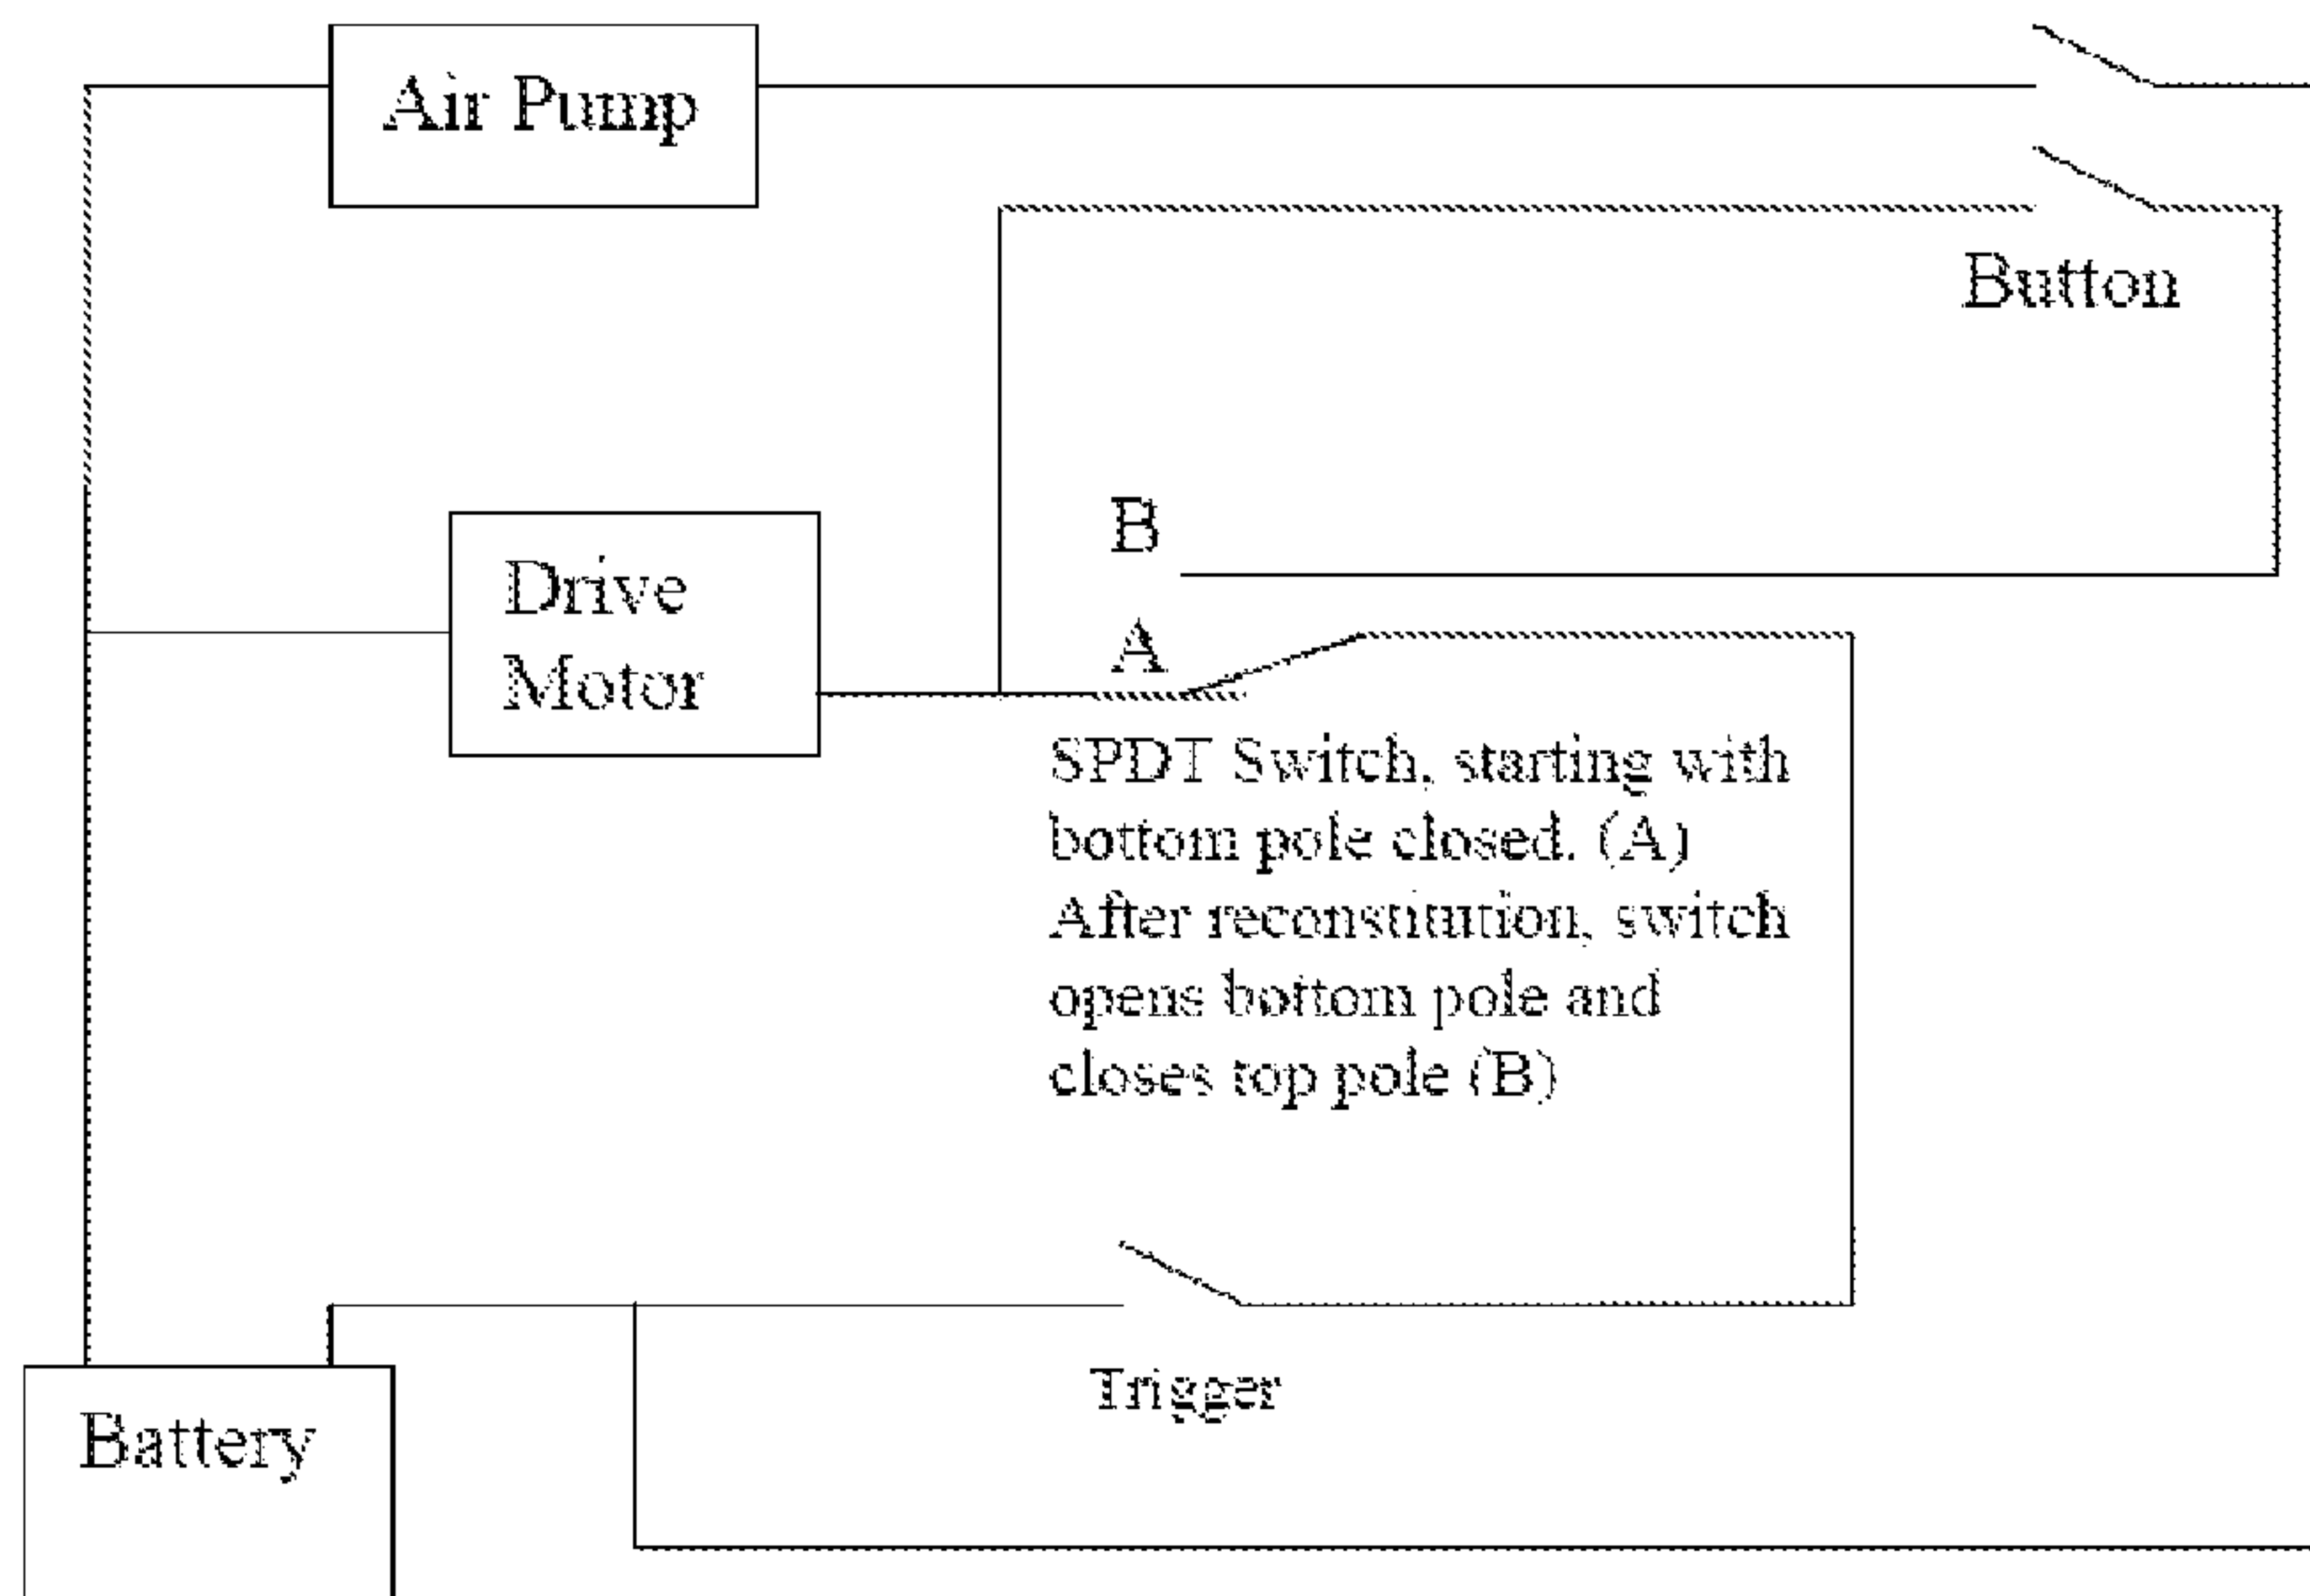 Air Pump
Button
B
A
Drive
Motor
SPDT Switch, starting with
bottom pole closed. (A)
After reconstitution, switch
opens bottom pole and
closes top pole (B)
Trigger
Battery